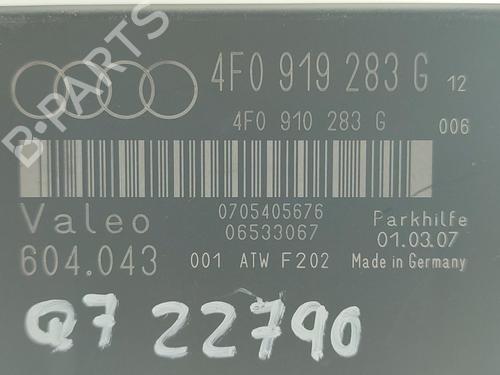 B-PARTS
4F0 919 283 G 12
4F0 910 283 G 006
Valeo 0705405676 Parkhilfe
06533067 01.03.07
604.043 001 ATW F202 Made in Germany
Q7 22790